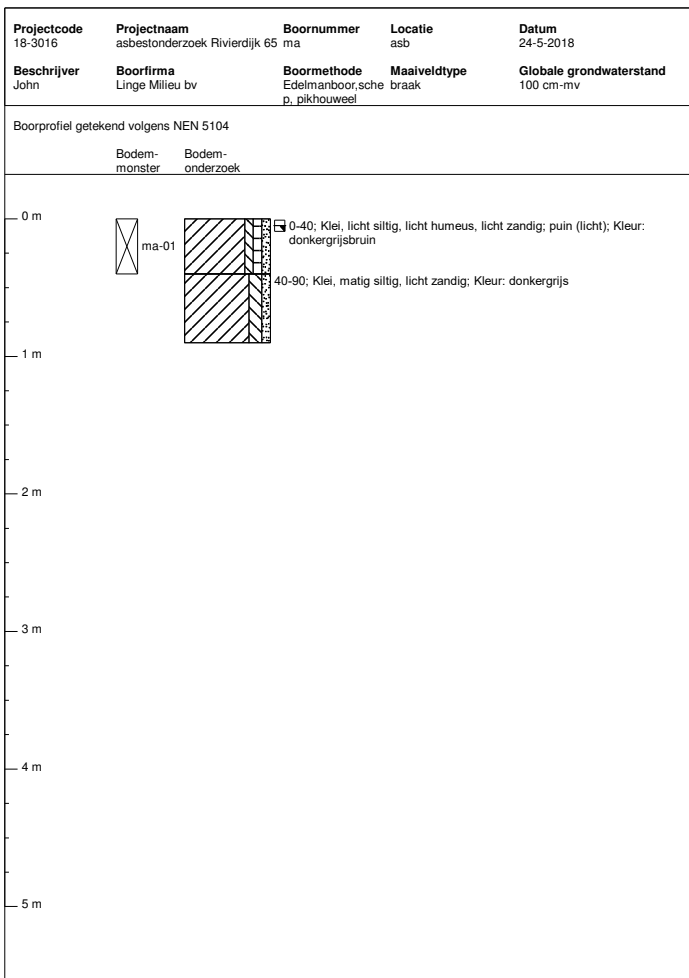 Projectcode Projectnaam Boornummer Locatie Datum
18-3016 asbestonderzoek Rivierdijk 65 ma asb 24-5-2018
Beschrijver Boorfirma Boormethode Maaiveldtype Globale grondwaterstand
John Linge Milieu bv Edelmanboor,sche braak 100 cm-mv
p, pikhouweel
Boorprofiel getekend volgens NEN 5104
Bodem- Bodem-
monster onderzoek
0 m
0-40; Klei, licht siltig, licht humeus, licht zandig; puin (licht); Kleur:
donkergrijsbruin
ma-01
40-90; Klei, matig siltig, licht zandig; Kleur: donkergrijs
1 m
2 m
3 m
4 m
5 m